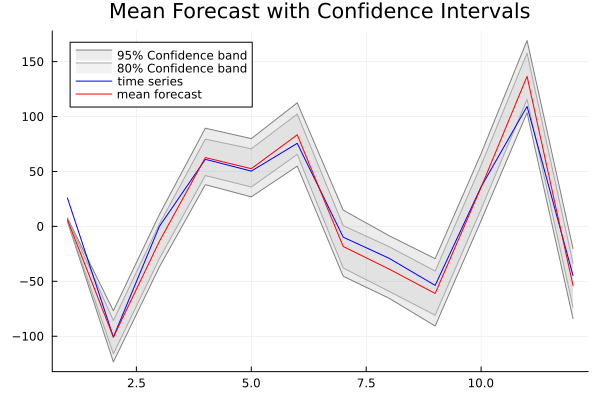 Mean Forecast with Confidence Intervals
95% Confidence band
80% Confidence band
time series
mean forecast
150
100
50
0
−50
−100
2.5 5.0 7.5 10.0